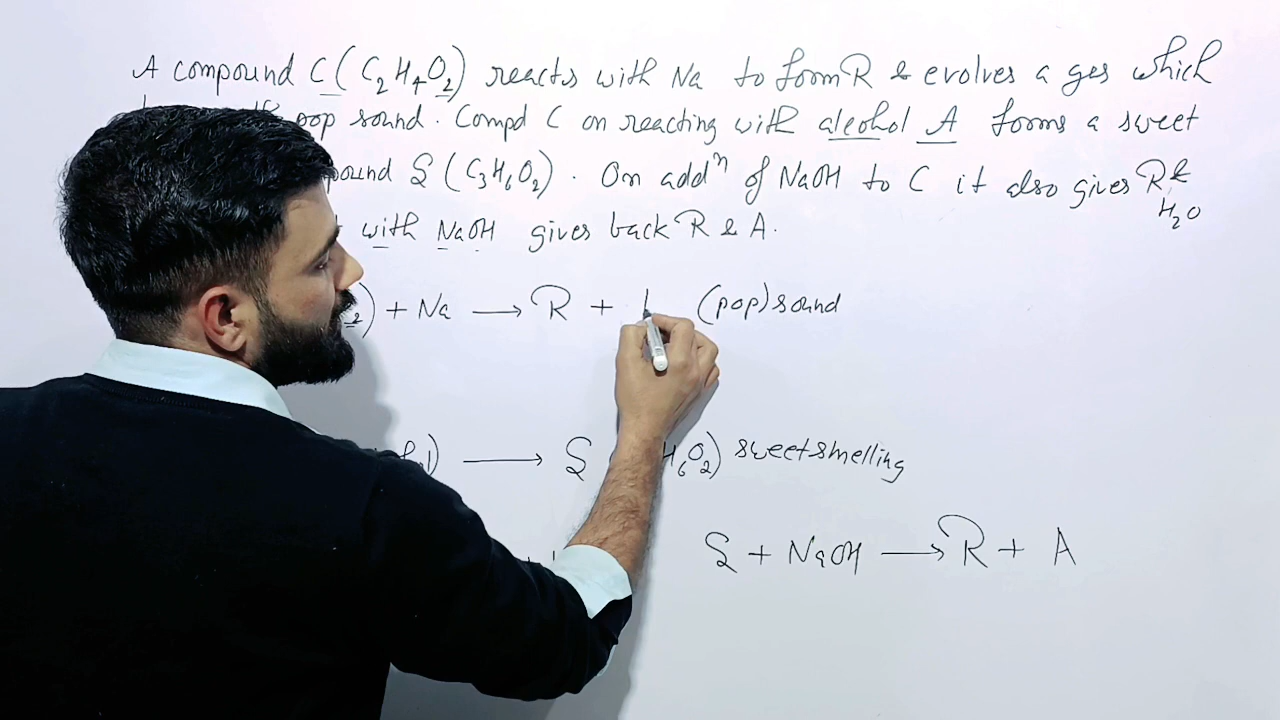 A compound C (C2H4O2) reacts with Na to form R & evolves a ges which
pop sound. Compd C on reacting with alcohol A forms a sweet
S (C3H6O2). On addn of NaOH to C it also gives R &
H2O
with NaOH gives back R & A.
) + Na ⟶ R + (pop) sound
) ⟶ S H6O2) sweet smelling
S + NaOH ⟶ R + A